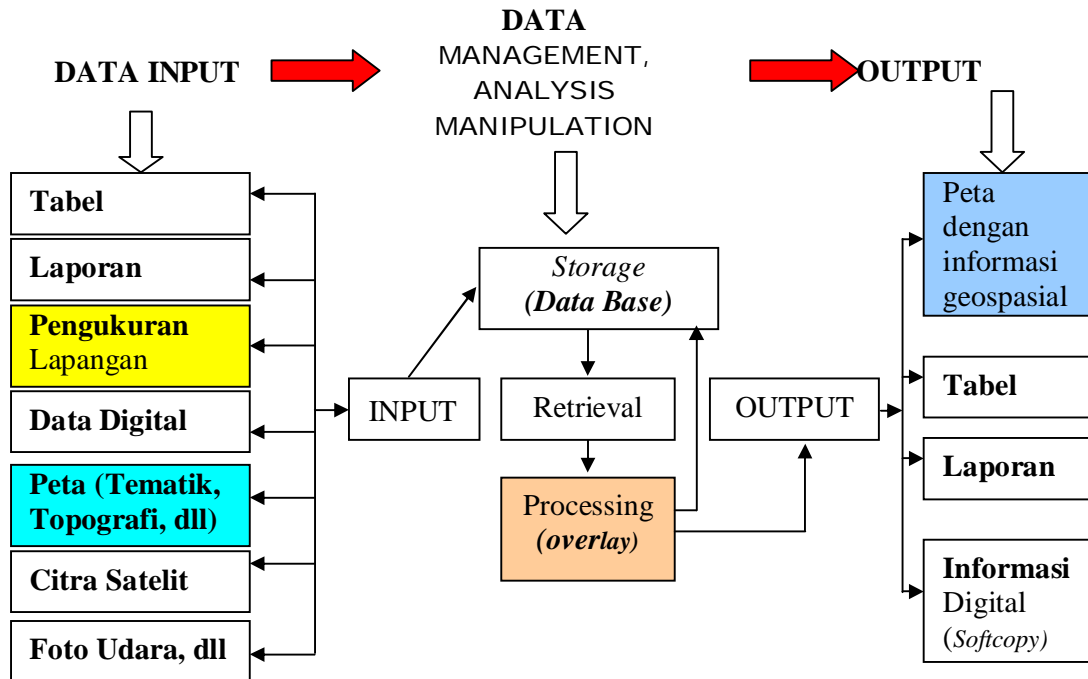 DATA INPUT
DATA
MANAGEMENT,
ANALYSIS
MANIPULATION
OUTPUT
Tabel
Laporan
Pengukuran
Lapangan
Data Digital
Peta (Tematik,
Topografi, dll)
Citra Satelit
Foto Udara, dll
INPUT
Storage
(Data Base)
Retrieval
Processing
(overlay)
OUTPUT
Peta
dengan
informasi
geospasial
Tabel
Laporan
Informasi
Digital
(Softcopy)